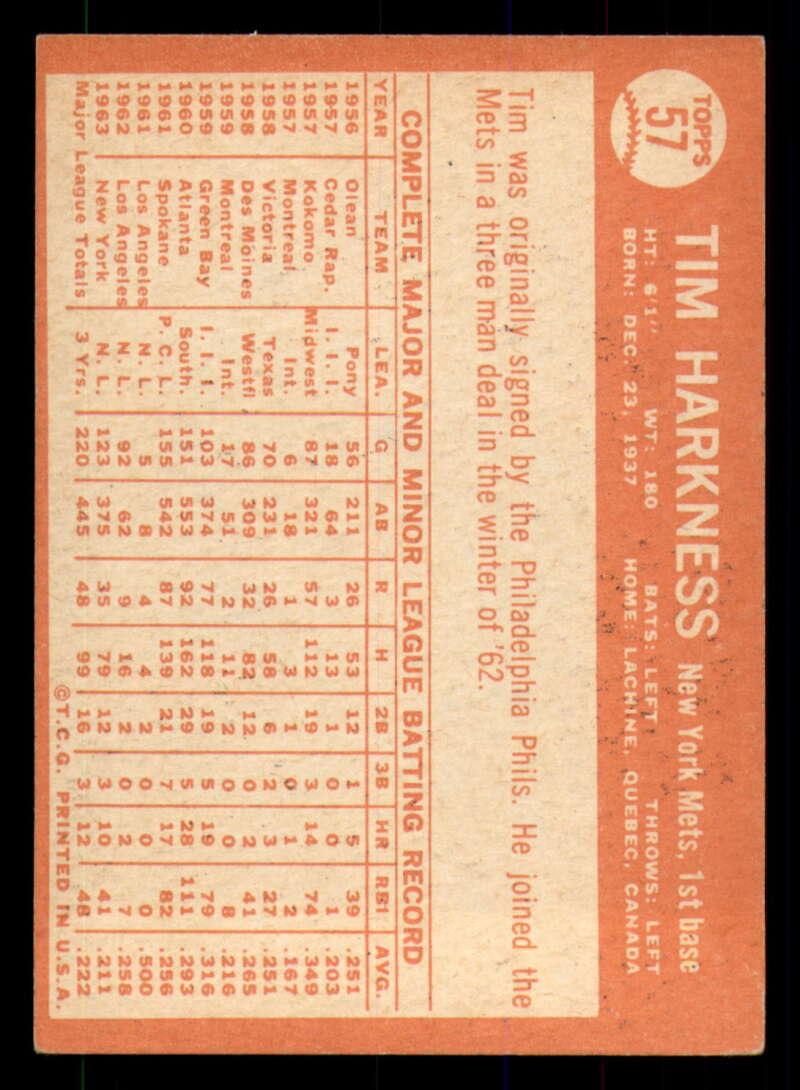 TOPPS
57
TIM HARKNESS New York Mets, 1st base
HT: 6'1" WT: 180 BATS: LEFT THROWS: LEFT
BORN: DEC. 23, 1937 HOME: LACHINE, QUEBEC, CANADA
Tim was originally signed by the Philadelphia Phils. He joined the
Mets in a three man deal in the winter of '62.
COMPLETE MAJOR AND MINOR LEAGUE BATTING RECORD
YEAR TEAM LEA. G AB R H 2B 3B HR RBI AVG.
1956 Olean Pony 56 211 26 53 12 1 5 39 .251
1957 Cedar Rap. I. I. I. 18 64 3 13 1 0 0 1 .203
1957 Kokomo Midwest 87 321 57 112 19 3 14 74 .349
1957 Montreal Int. 6 18 1 3 1 0 1 2 .167
1958 Victoria Texas 70 231 26 58 6 2 3 27 .251
1958 Des Moines Westfl 86 309 32 82 12 0 2 41 .265
1959 Montreal Int. 17 51 2 11 2 0 0 8 .216
1959 Green Bay I. I. I. 103 374 77 118 19 5 19 79 .316
1960 Atlanta South. 151 553 92 162 29 5 28 111 .293
1961 Spokane P. C. L. 155 542 87 139 21 7 17 82 .256
1961 Los Angeles N. L. 5 8 4 4 2 0 0 0 .500
1962 Los Angeles N. L. 92 62 9 16 2 0 2 7 .258
1963 New York N. L. 123 375 35 79 12 3 10 41 .211
Major League Totals 3 Yrs. 220 445 48 99 16 3 12 48 .222
©T.C.G. PRINTED IN U.S.A.